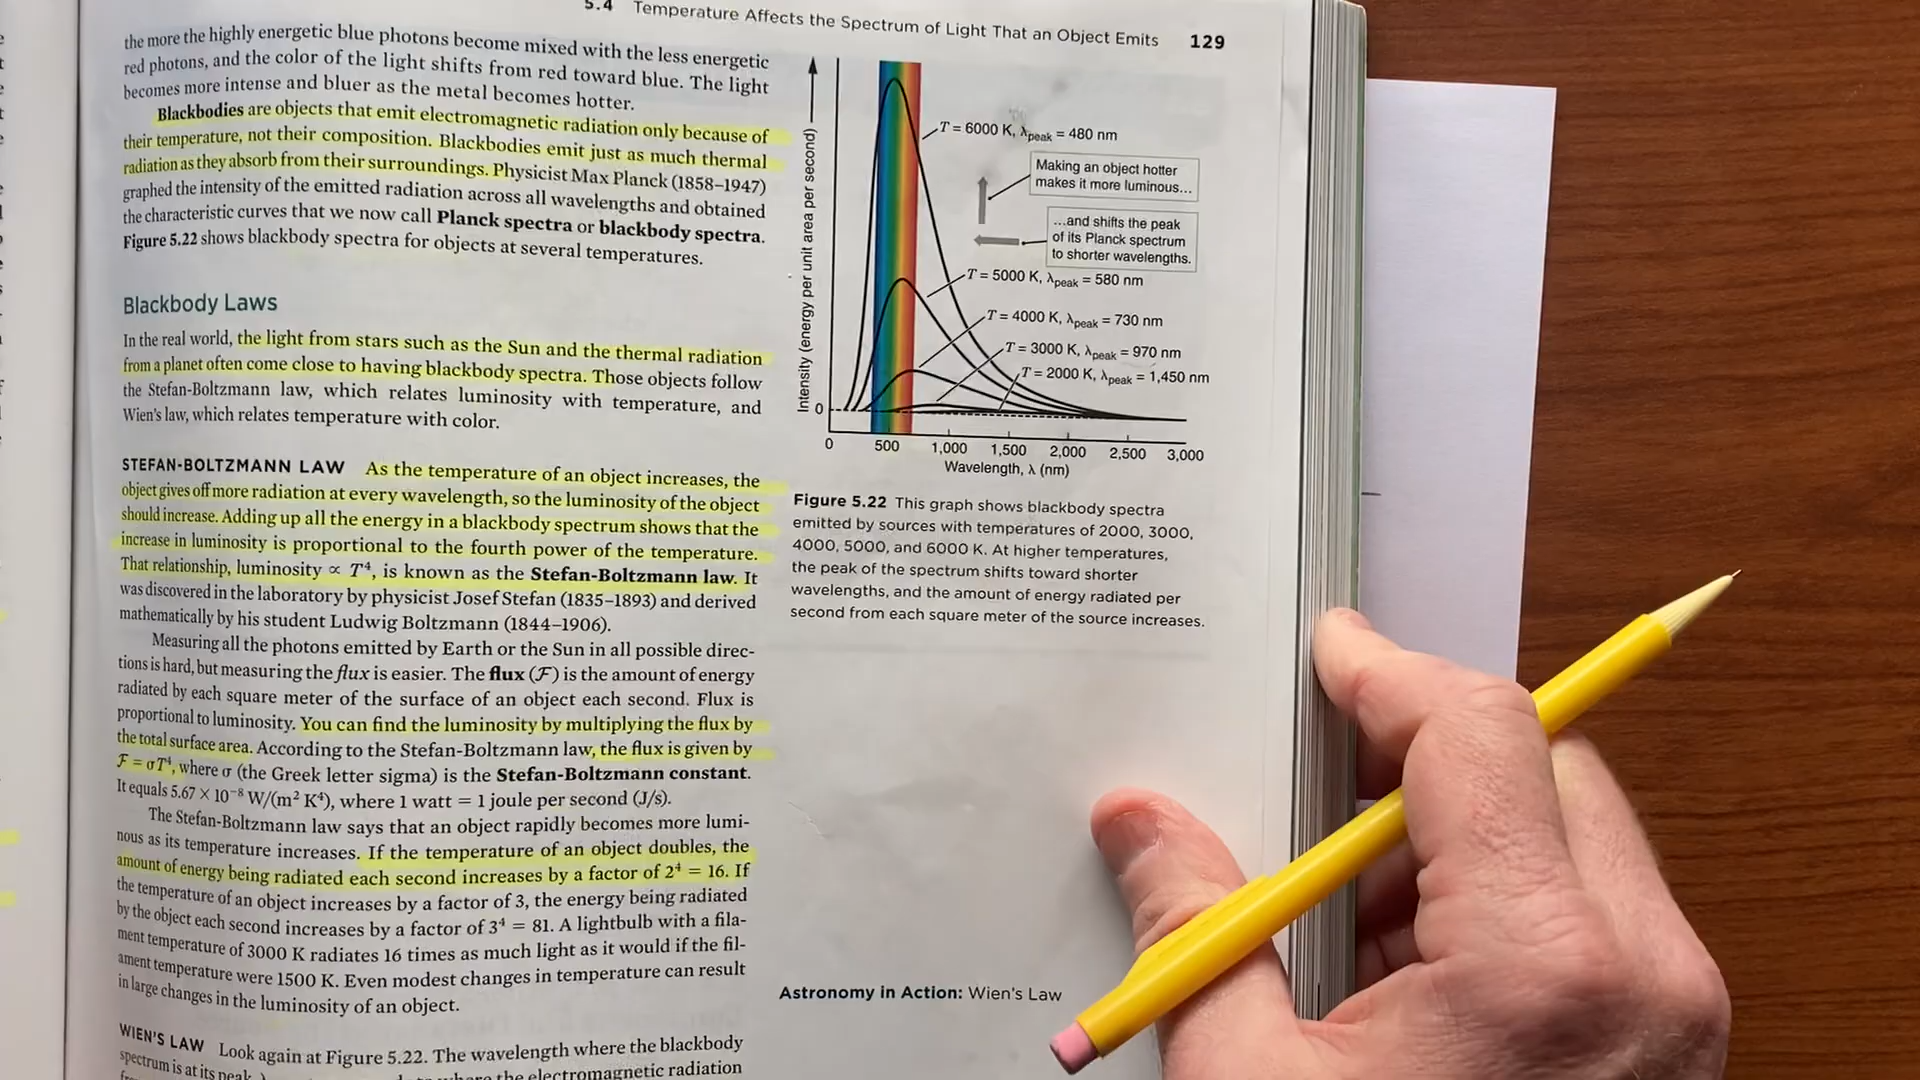 5.4 Temperature Affects the Spectrum of Light That an Object Emits 129
the more the highly energetic blue photons become mixed with the less energetic
red photons, and the color of the light shifts from red toward blue. The light
becomes more intense and bluer as the metal becomes hotter.
Blackbodies are objects that emit electromagnetic radiation only because of
their temperature, not their composition. Blackbodies emit just as much thermal
radiation as they absorb from their surroundings. Physicist Max Planck (1858–1947)
graphed the intensity of the emitted radiation across all wavelengths and obtained
the characteristic curves that we now call Planck spectra or blackbody spectra.
Figure 5.22 shows blackbody spectra for objects at several temperatures.
Blackbody Laws
In the real world, the light from stars such as the Sun and the thermal radiation
from a planet often come close to having blackbody spectra. Those objects follow
the Stefan-Boltzmann law, which relates luminosity with temperature, and
Wien's law, which relates temperature with color.
STEFAN-BOLTZMANN LAW As the temperature of an object increases, the
object gives off more radiation at every wavelength, so the luminosity of the object
should increase. Adding up all the energy in a blackbody spectrum shows that the
increase in luminosity is proportional to the fourth power of the temperature.
That relationship, luminosity ∝ T⁴, is known as the Stefan-Boltzmann law. It
was discovered in the laboratory by physicist Josef Stefan (1835–1893) and derived
mathematically by his student Ludwig Boltzmann (1844–1906).
Measuring all the photons emitted by Earth or the Sun in all possible direc-
tions is hard, but measuring the flux is easier. The flux (ℱ) is the amount of energy
radiated by each square meter of the surface of an object each second. Flux is
proportional to luminosity. You can find the luminosity by multiplying the flux by
the total surface area. According to the Stefan-Boltzmann law, the flux is given by
ℱ = σT⁴, where σ (the Greek letter sigma) is the Stefan-Boltzmann constant.
It equals 5.67 × 10⁻⁸ W/(m² K⁴), where 1 watt = 1 joule per second (J/s).
The Stefan-Boltzmann law says that an object rapidly becomes more lumi-
nous as its temperature increases. If the temperature of an object doubles, the
amount of energy being radiated each second increases by a factor of 2⁴ = 16. If
the temperature of an object increases by a factor of 3, the energy being radiated
by the object each second increases by a factor of 3⁴ = 81. A lightbulb with a fila-
ment temperature of 3000 K radiates 16 times as much light as it would if the fil-
ament temperature were 1500 K. Even modest changes in temperature can result
in large changes in the luminosity of an object.
WIEN'S LAW Look again at Figure 5.22. The wavelength where the blackbody
spectrum is at its peak, where the electromagnetic radiation
Intensity (energy per unit area per second)
T = 6000 K, λpeak = 480 nm
Making an object hotter
makes it more luminous...
...and shifts the peak
of its Planck spectrum
to shorter wavelengths.
T = 5000 K, λpeak = 580 nm
T = 4000 K, λpeak = 730 nm
T = 3000 K, λpeak = 970 nm
T = 2000 K, λpeak = 1,450 nm
0
0 500 1,000 1,500 2,000 2,500 3,000
Wavelength, λ (nm)
Figure 5.22 This graph shows blackbody spectra
emitted by sources with temperatures of 2000, 3000,
4000, 5000, and 6000 K. At higher temperatures,
the peak of the spectrum shifts toward shorter
wavelengths, and the amount of energy radiated per
second from each square meter of the source increases.
Astronomy in Action: Wien's Law